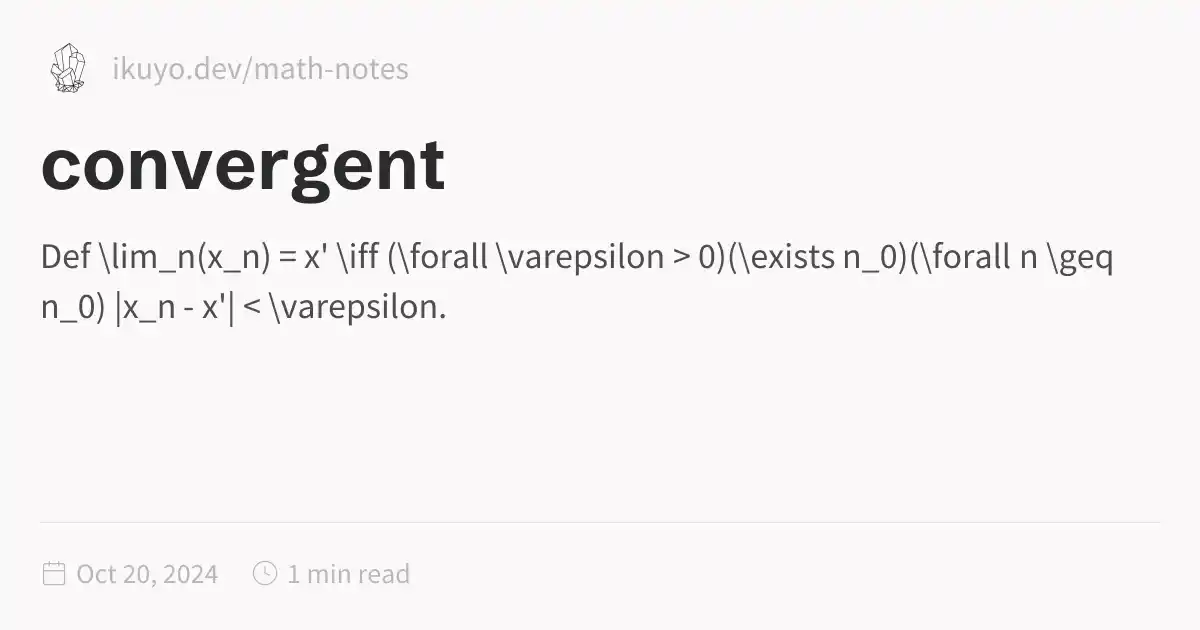 ikuyo.dev/math-notes
convergent
Def \lim_n(x_n) = x' \iff (\forall \varepsilon > 0)(\exists n_0)(\forall n \geq
n_0) |x_n - x'| < \varepsilon.
Oct 20, 2024 1 min read